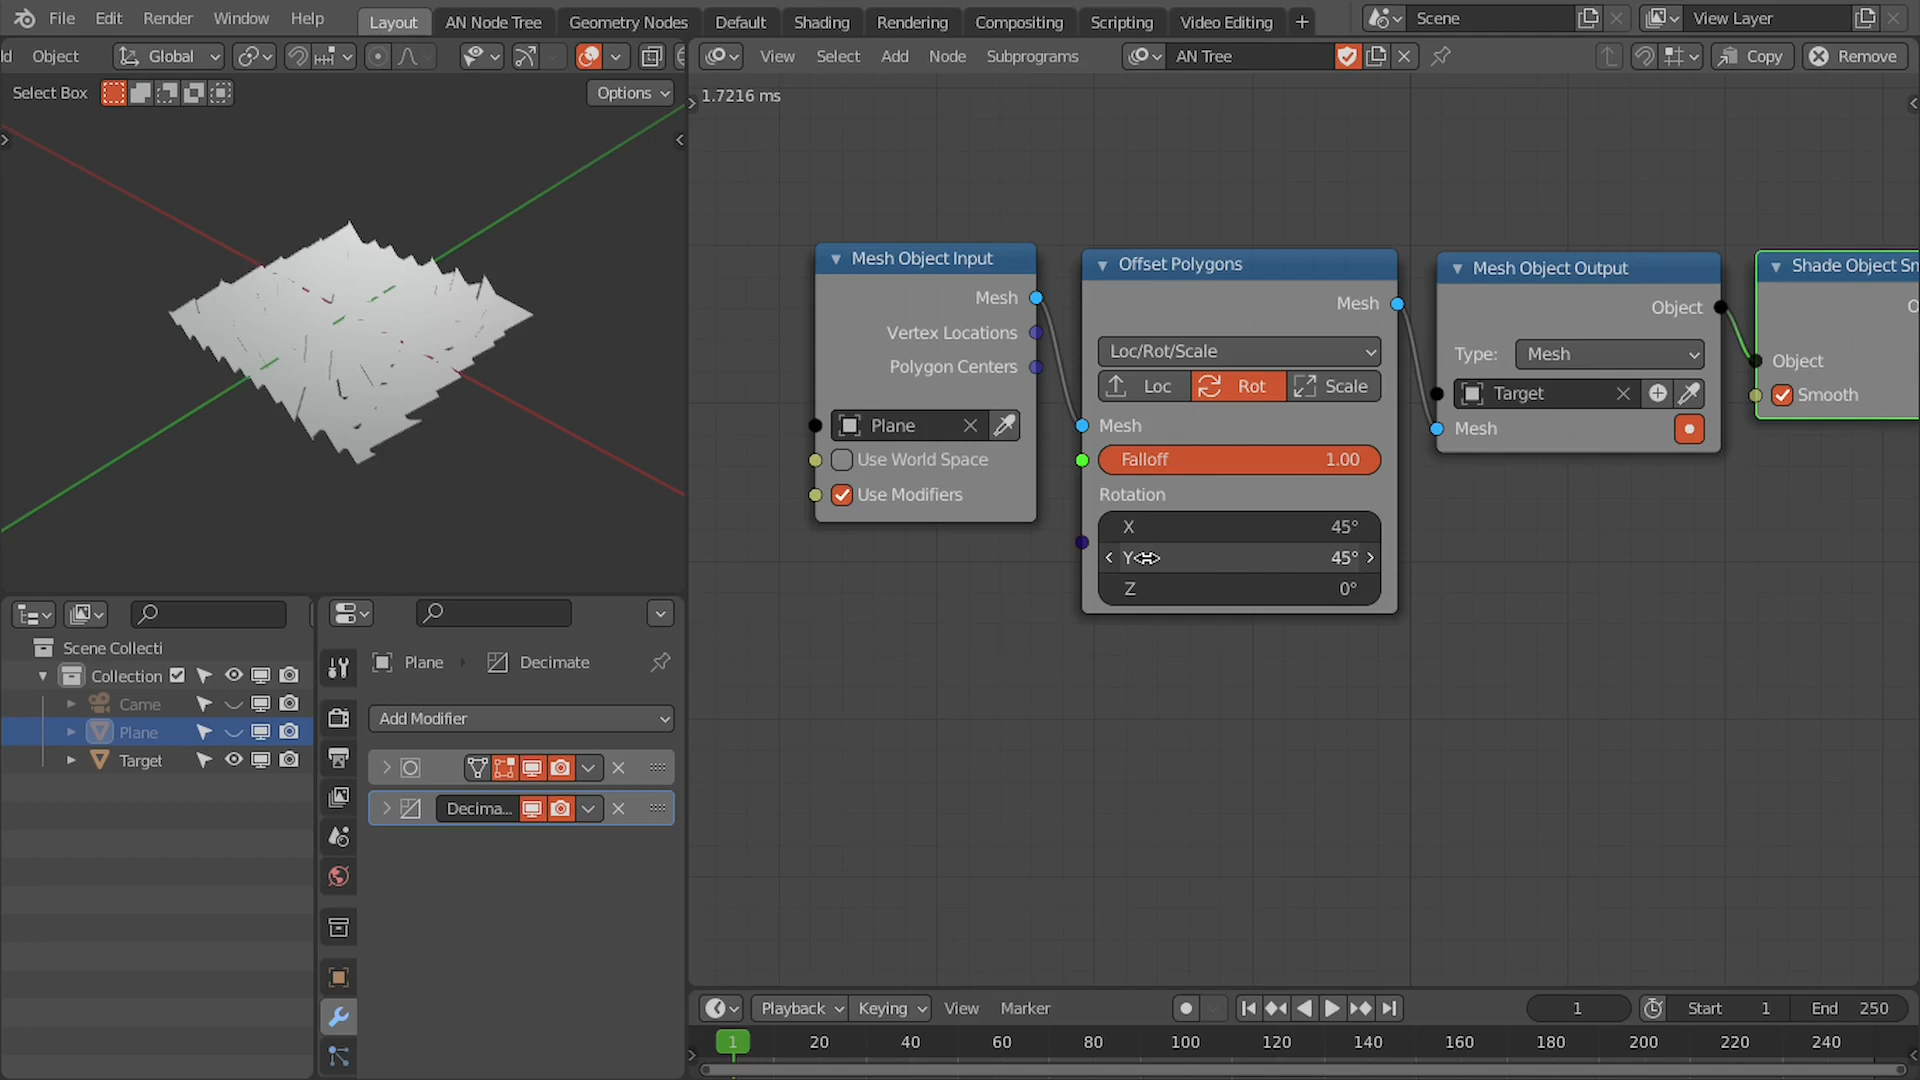 File Edit Render Window Help Layout AN Node Tree Geometry Nodes Default Shading Rendering Compositing Scripting Video Editing + Scene View Layer
ld Object Global View Select Add Node Subprograms AN Tree Copy Remove
Select Box Options
1.7216 ms
Mesh Object Input
Mesh
Vertex Locations
Polygon Centers
Plane
Use World Space
Use Modifiers
Offset Polygons
Mesh
Loc/Rot/Scale
Loc Rot Scale
Mesh
Falloff 1.00
Rotation
X 45°
Y 45°
Z 0°
Mesh Object Output
Object
Type: Mesh
Target
Mesh
Shade Object Sm
O
Object
Smooth
Scene Collecti
Collection
Came
Plane
Target
Plane Decimate
Add Modifier
Decima...
Playback Keying View Marker 1 Start 1 End 250
1 20 40 60 80 100 120 140 160 180 200 220 240